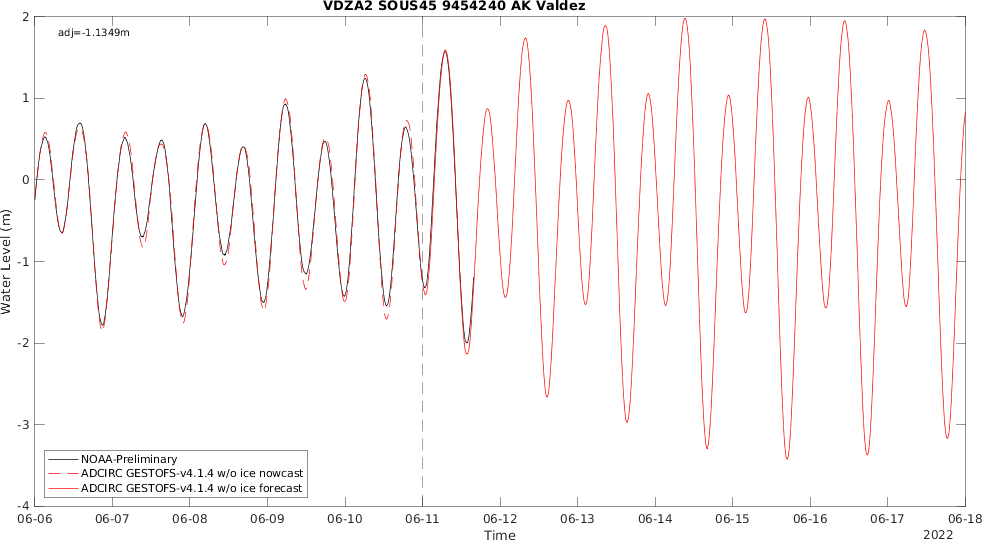 VDZA2 SOUS45 9454240 AK Valdez
adj=-1.1349m
2
1
0
-1
-2
-3
-4
Water Level (m)
NOAA-Preliminary
ADCIRC GESTOFS-v4.1.4 w/o ice nowcast
ADCIRC GESTOFS-v4.1.4 w/o ice forecast
06-06 06-07 06-08 06-09 06-10 06-11 06-12 06-13 06-14 06-15 06-16 06-17 06-18
Time
2022